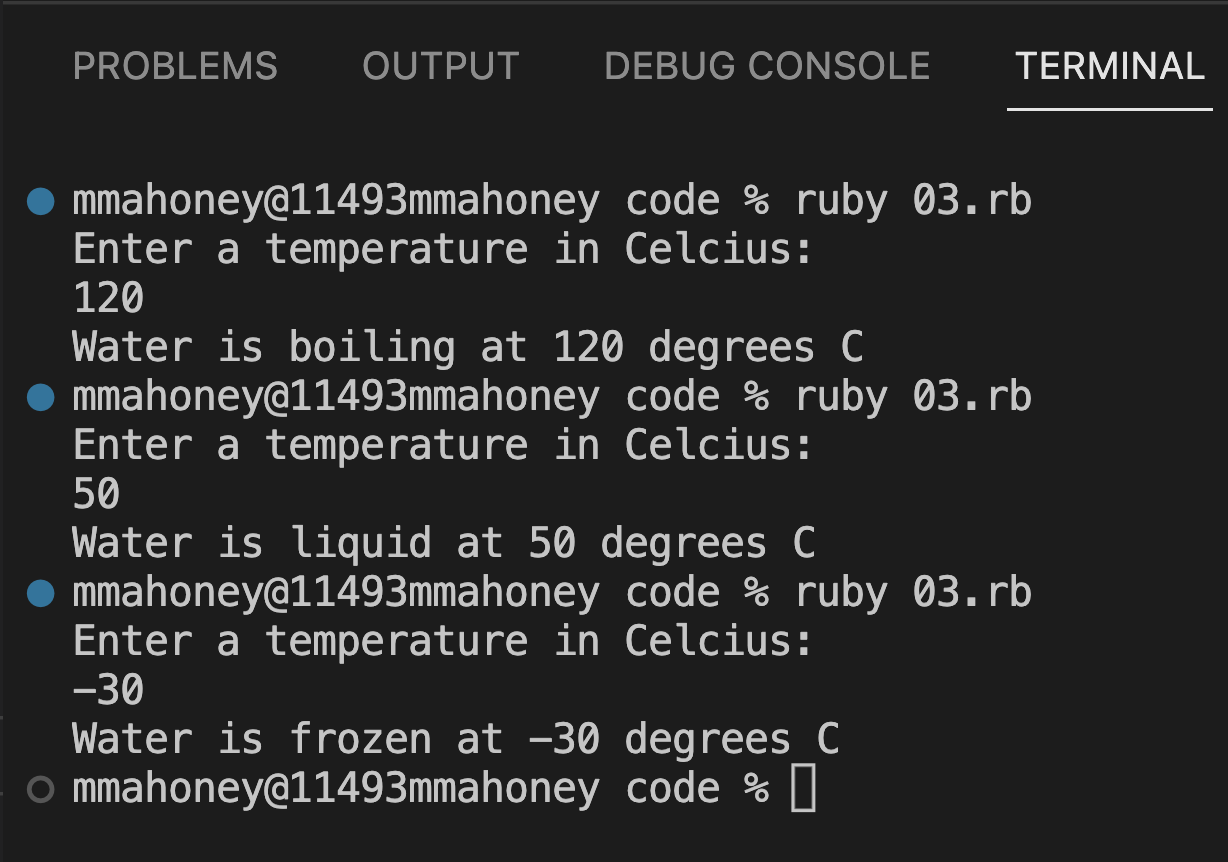 PROBLEMS OUTPUT DEBUG CONSOLE TERMINAL
mmahoney@11493mmahoney code % ruby 03.rb
Enter a temperature in Celcius:
120
Water is boiling at 120 degrees C
mmahoney@11493mmahoney code % ruby 03.rb
Enter a temperature in Celcius:
50
Water is liquid at 50 degrees C
mmahoney@11493mmahoney code % ruby 03.rb
Enter a temperature in Celcius:
-30
Water is frozen at -30 degrees C
mmahoney@11493mmahoney code %